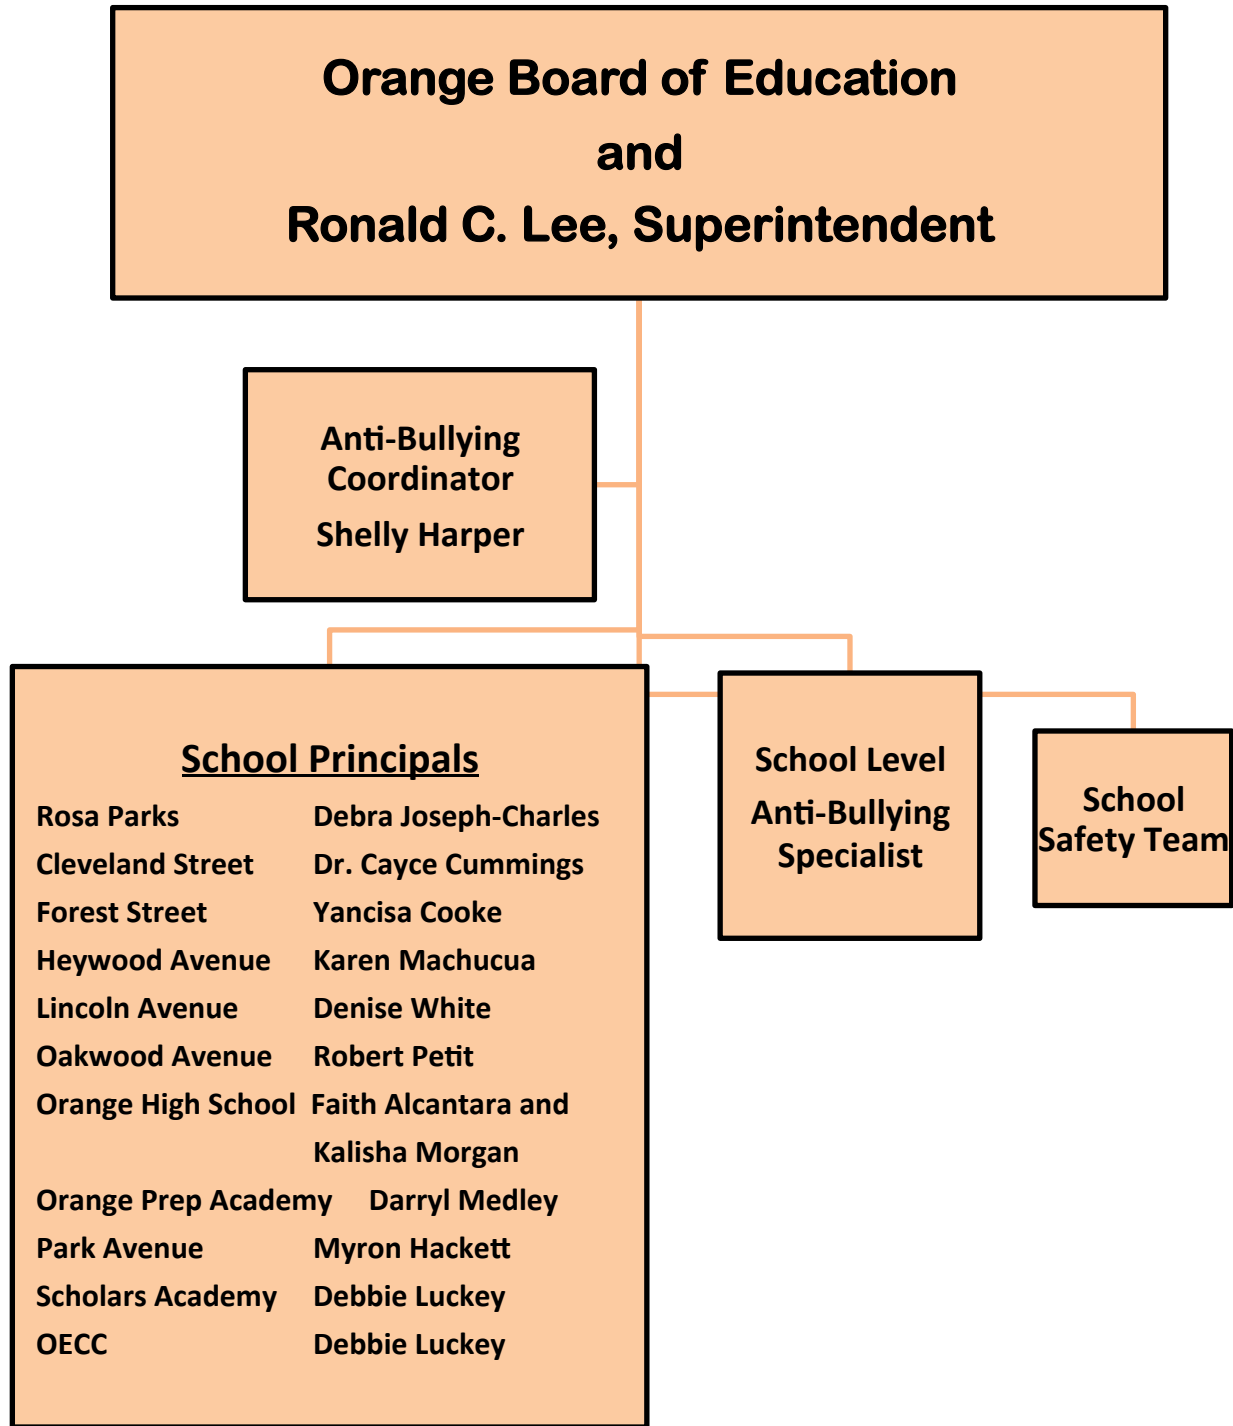 Orange Board of Education
and
Ronald C. Lee, Superintendent
Anti-Bullying
Coordinator
Shelly Harper
School Principals
Rosa Parks Debra Joseph-Charles
Cleveland Street Dr. Cayce Cummings
Forest Street Yancisa Cooke
Heywood Avenue Karen Machucua
Lincoln Avenue Denise White
Oakwood Avenue Robert Petit
Orange High School Faith Alcantara and
Kalisha Morgan
Orange Prep Academy Darryl Medley
Park Avenue Myron Hackett
Scholars Academy Debbie Luckey
OECC Debbie Luckey
School Level
Anti-Bullying
Specialist
School
Safety Team